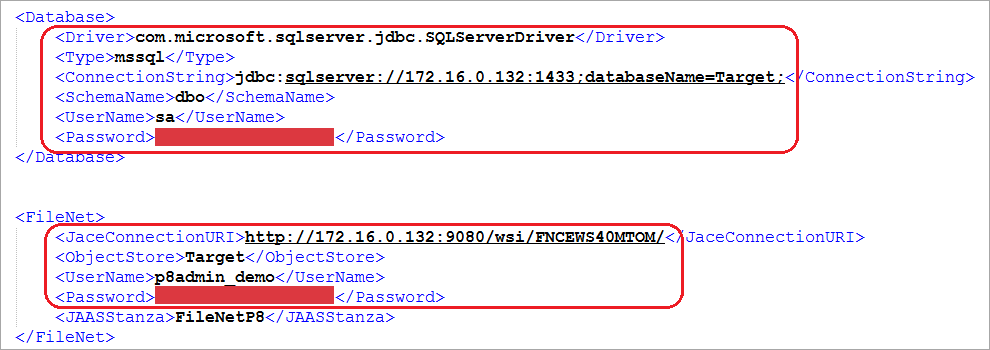 <Database>
<Driver>com.microsoft.sqlserver.jdbc.SQLServerDriver</Driver>
<Type>mssql</Type>
<ConnectionString>jdbc:sqlserver://172.16.0.132:1433;databaseName=Target;</ConnectionString>
<SchemaName>dbo</SchemaName>
<UserName>sa</UserName>
<Password></Password>
</Database>
<FileNet>
<JaceConnectionURI>http://172.16.0.132:9080/wsi/FNCEWS40MTOM/</JaceConnectionURI>
<ObjectStore>Target</ObjectStore>
<UserName>p8admin_demo</UserName>
<Password></Password>
<JAASStanza>FileNetP8</JAASStanza>
</FileNet>